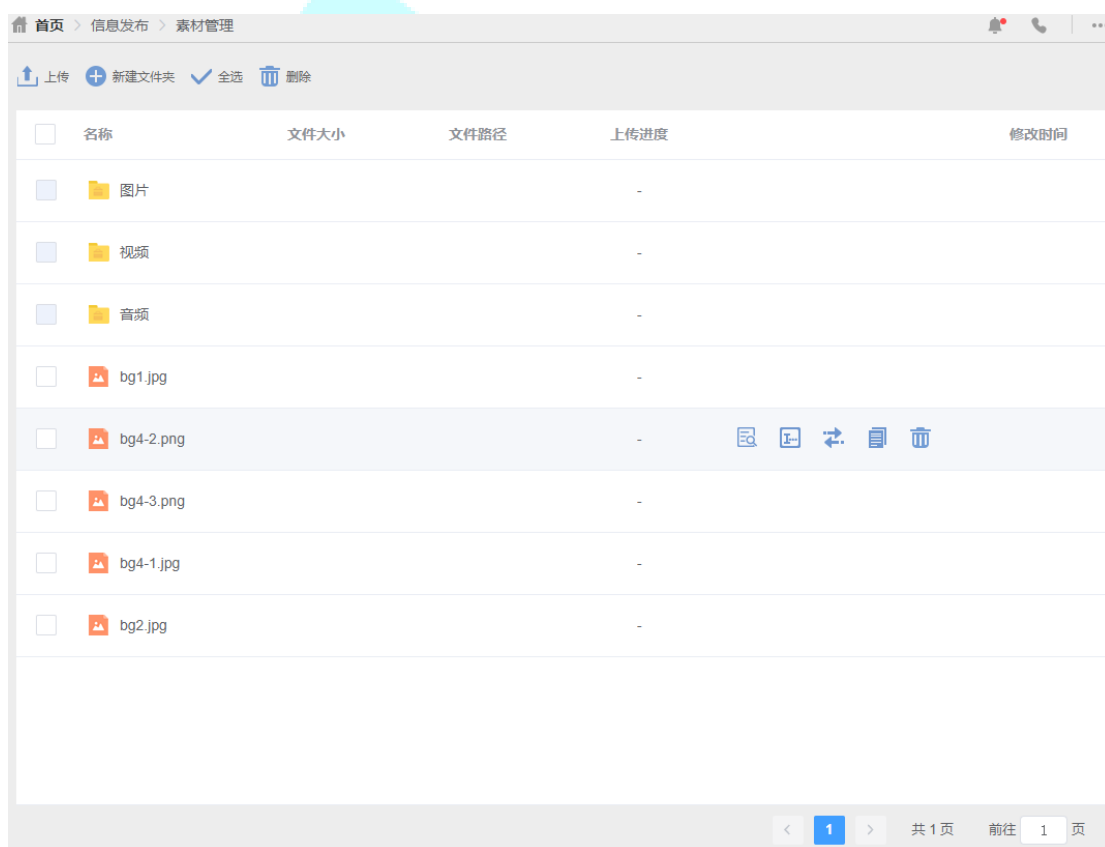 首页 > 信息发布 > 素材管理
上传 新建文件夹 全选 删除
名称 文件大小 文件路径 上传进度 修改时间
图片 -
视频 -
音频 -
bg1.jpg -
bg4-2.png -
bg4-3.png -
bg4-1.jpg -
bg2.jpg -
< 1 > 共 1 页 前往 1 页